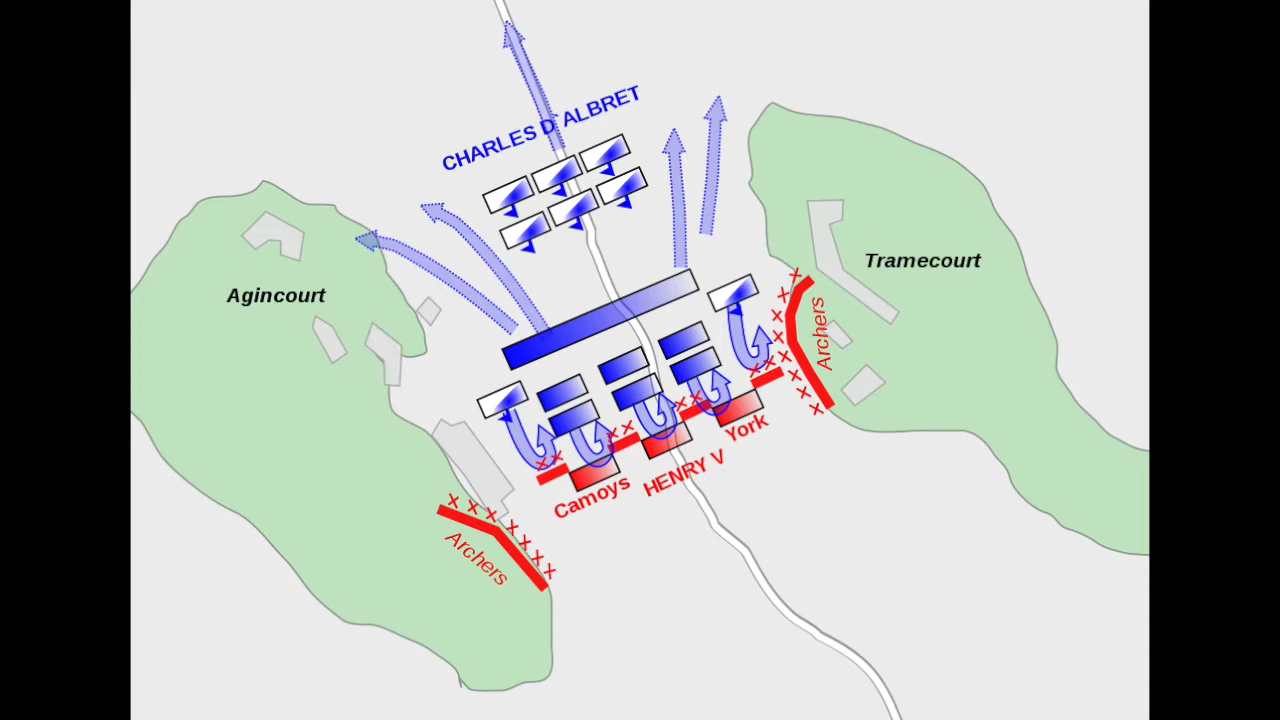 CHARLES D´ALBRET
Agincourt
Tramecourt
Archers
York
HENRY V
Camoys
Archers